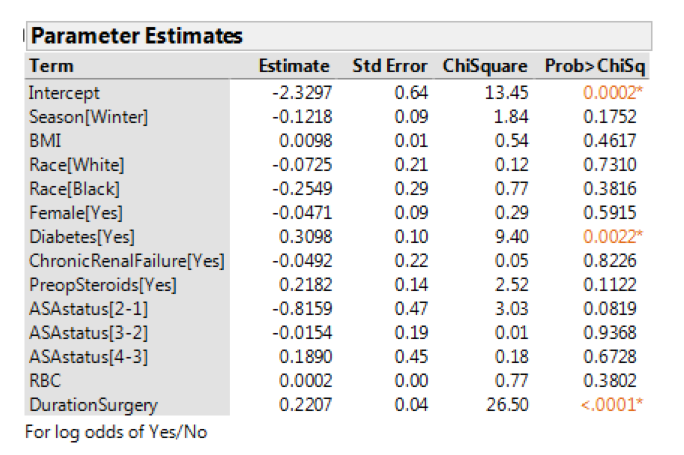 Parameter Estimates
Term Estimate Std Error ChiSquare Prob>ChiSq
Intercept -2.3297 0.64 13.45 0.0002*
Season[Winter] -0.1218 0.09 1.84 0.1752
BMI 0.0098 0.01 0.54 0.4617
Race[White] -0.0725 0.21 0.12 0.7310
Race[Black] -0.2549 0.29 0.77 0.3816
Female[Yes] -0.0471 0.09 0.29 0.5915
Diabetes[Yes] 0.3098 0.10 9.40 0.0022*
ChronicRenalFailure[Yes] -0.0492 0.22 0.05 0.8226
PreopSteroids[Yes] 0.2182 0.14 2.52 0.1122
ASAstatus[2-1] -0.8159 0.47 3.03 0.0819
ASAstatus[3-2] -0.0154 0.19 0.01 0.9368
ASAstatus[4-3] 0.1890 0.45 0.18 0.6728
RBC 0.0002 0.00 0.77 0.3802
DurationSurgery 0.2207 0.04 26.50 <.0001*
For log odds of Yes/No